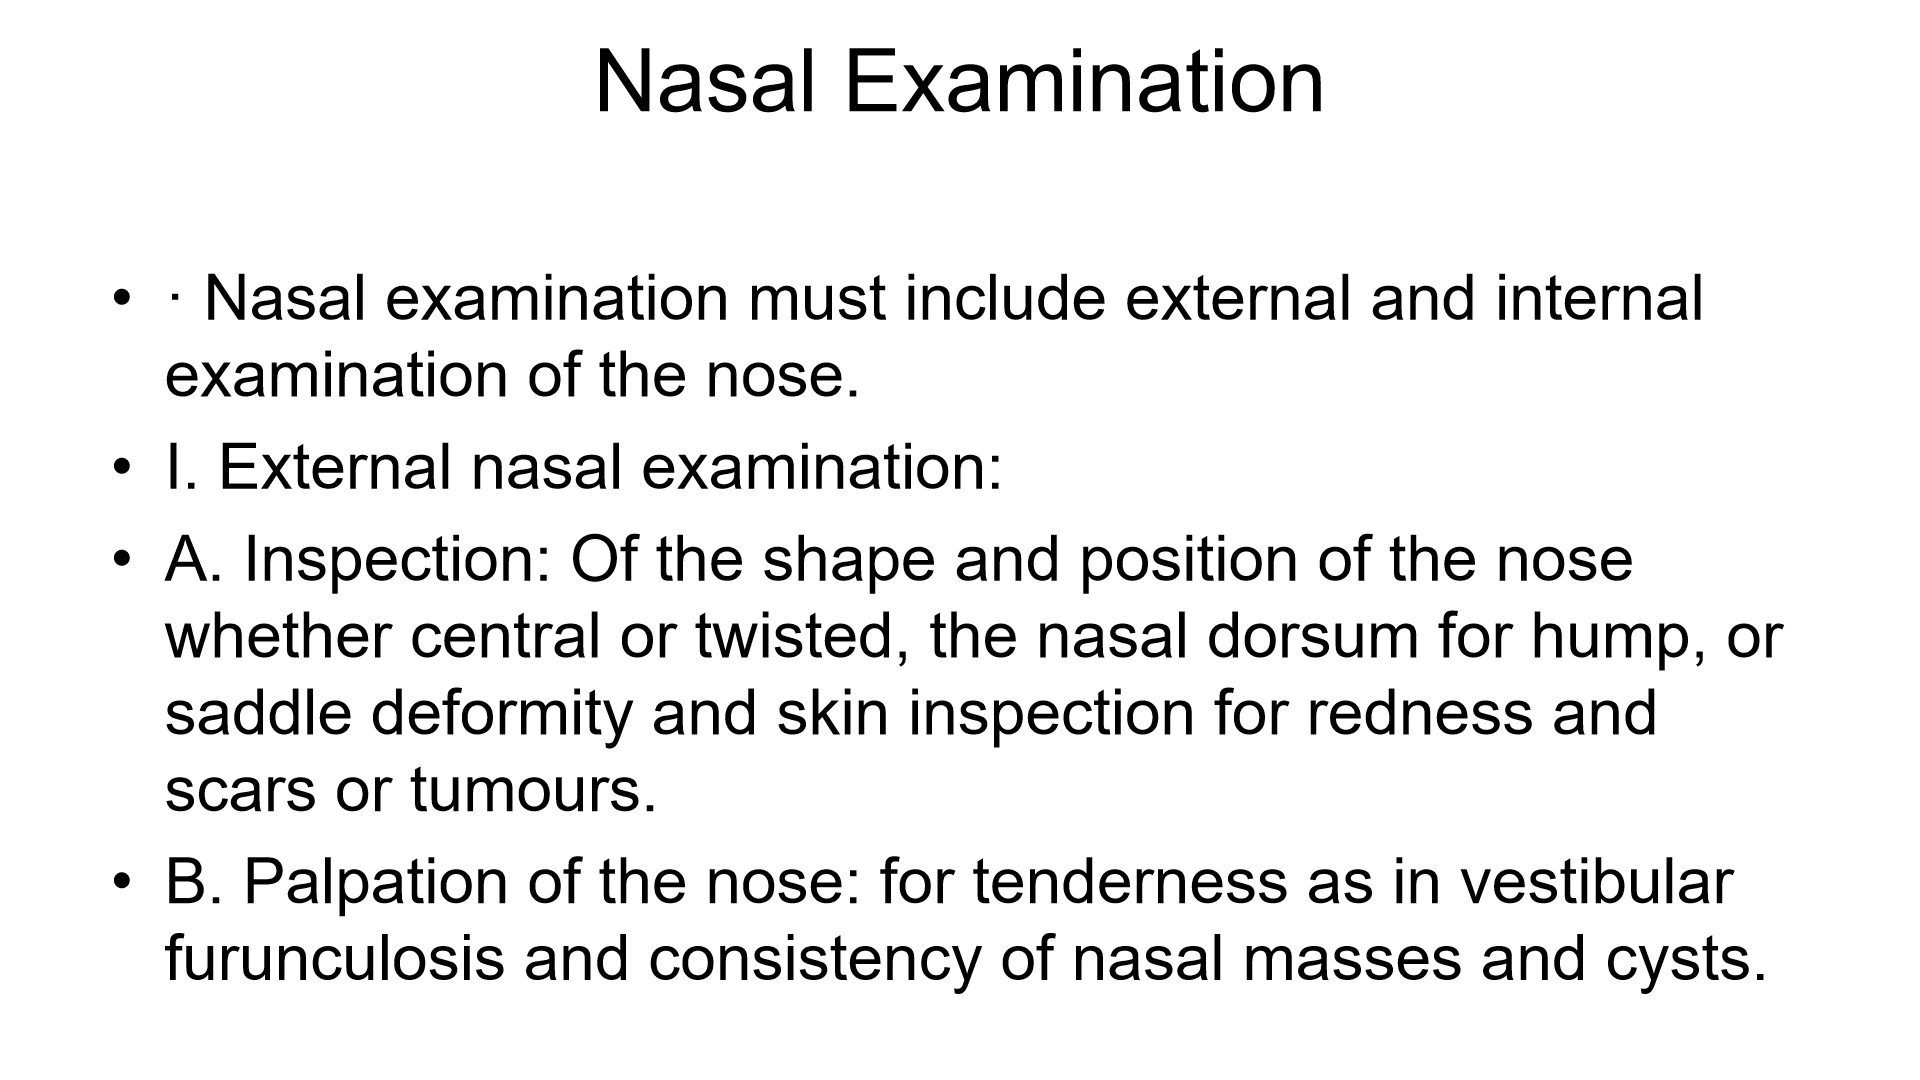 Nasal Examination
• · Nasal examination must include external and internal
examination of the nose.
• I. External nasal examination:
• A. Inspection: Of the shape and position of the nose
whether central or twisted, the nasal dorsum for hump, or
saddle deformity and skin inspection for redness and
scars or tumours.
• B. Palpation of the nose: for tenderness as in vestibular
furunculosis and consistency of nasal masses and cysts.